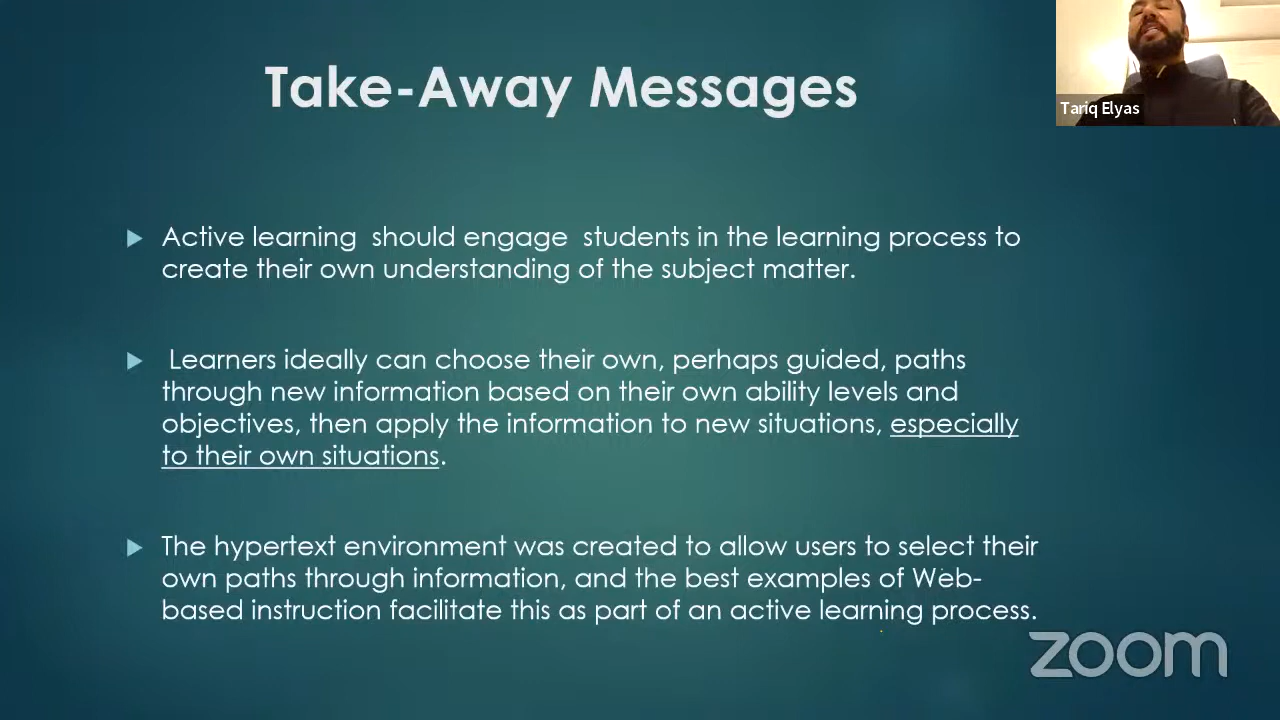 Take-Away Messages
Tariq Elyas
Active learning should engage students in the learning process to
create their own understanding of the subject matter.
Learners ideally can choose their own, perhaps guided, paths
through new information based on their own ability levels and
objectives, then apply the information to new situations, especially
to their own situations.
The hypertext environment was created to allow users to select their
own paths through information, and the best examples of Web-
based instruction facilitate this as part of an active learning process.
zoom